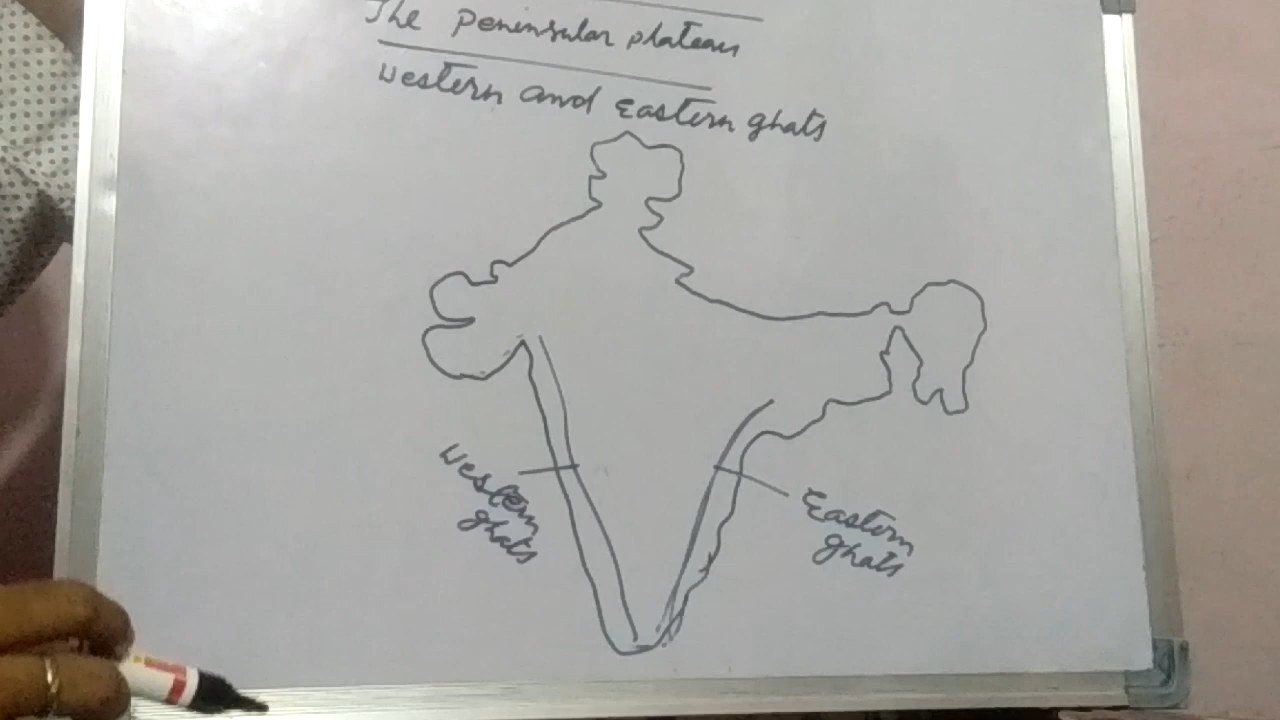 The Peninsular plateau
Western and Eastern ghats
Western
ghats
Eastern
ghats